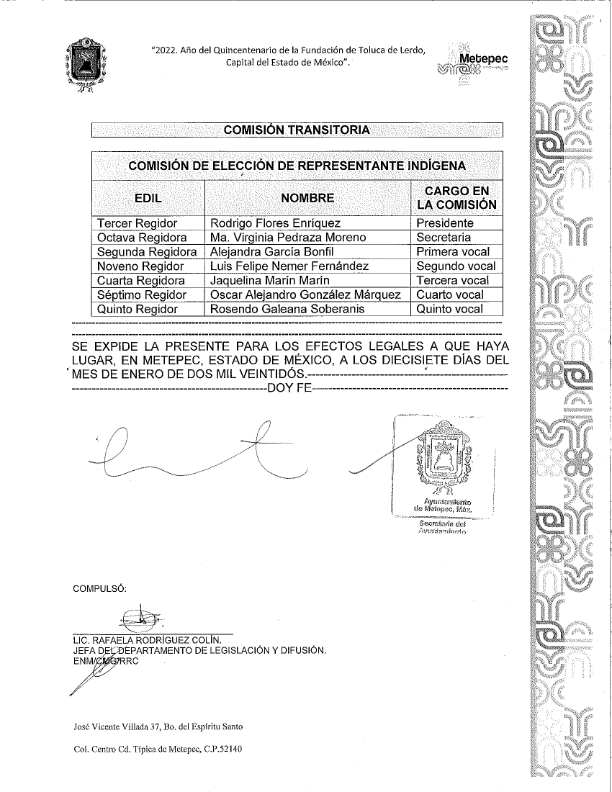 "2022. Año del Quincentenario de la Fundación de Toluca de Lerdo,
Capital del Estado de México".
Metepec
COMISIÓN TRANSITORIA
COMISIÓN DE ELECCIÓN DE REPRESENTANTE INDÍGENA
EDIL NOMBRE CARGO EN LA COMISIÓN
Tercer Regidor Rodrigo Flores Enríquez Presidente
Octava Regidora Ma. Virginia Pedraza Moreno Secretaria
Segunda Regidora Alejandra García Bonfil Primera vocal
Noveno Regidor Luis Felipe Nemer Fernández Segundo vocal
Cuarta Regidora Jaquelina Marín Marín Tercera vocal
Séptimo Regidor Oscar Alejandro González Márquez Cuarto vocal
Quinto Regidor Rosendo Galeana Soberanis Quinto vocal
SE EXPIDE LA PRESENTE PARA LOS EFECTOS LEGALES A QUE HAYA
LUGAR, EN METEPEC, ESTADO DE MÉXICO, A LOS DIECISIETE DÍAS DEL
MES DE ENERO DE DOS MIL VEINTIDÓS.
DOY FE
Ayuntamiento
de Metepec, Méx.
Secretaría del
Ayuntamiento
COMPULSÓ:
LIC. RAFAELA RODRÍGUEZ COLÍN.
JEFA DEL DEPARTAMENTO DE LEGISLACIÓN Y DIFUSIÓN.
ENM/CMG/RRC
José Vicente Villada 37, Bo. del Espíritu Santo
Col. Centro Cd. Típica de Metepec, C.P.52140